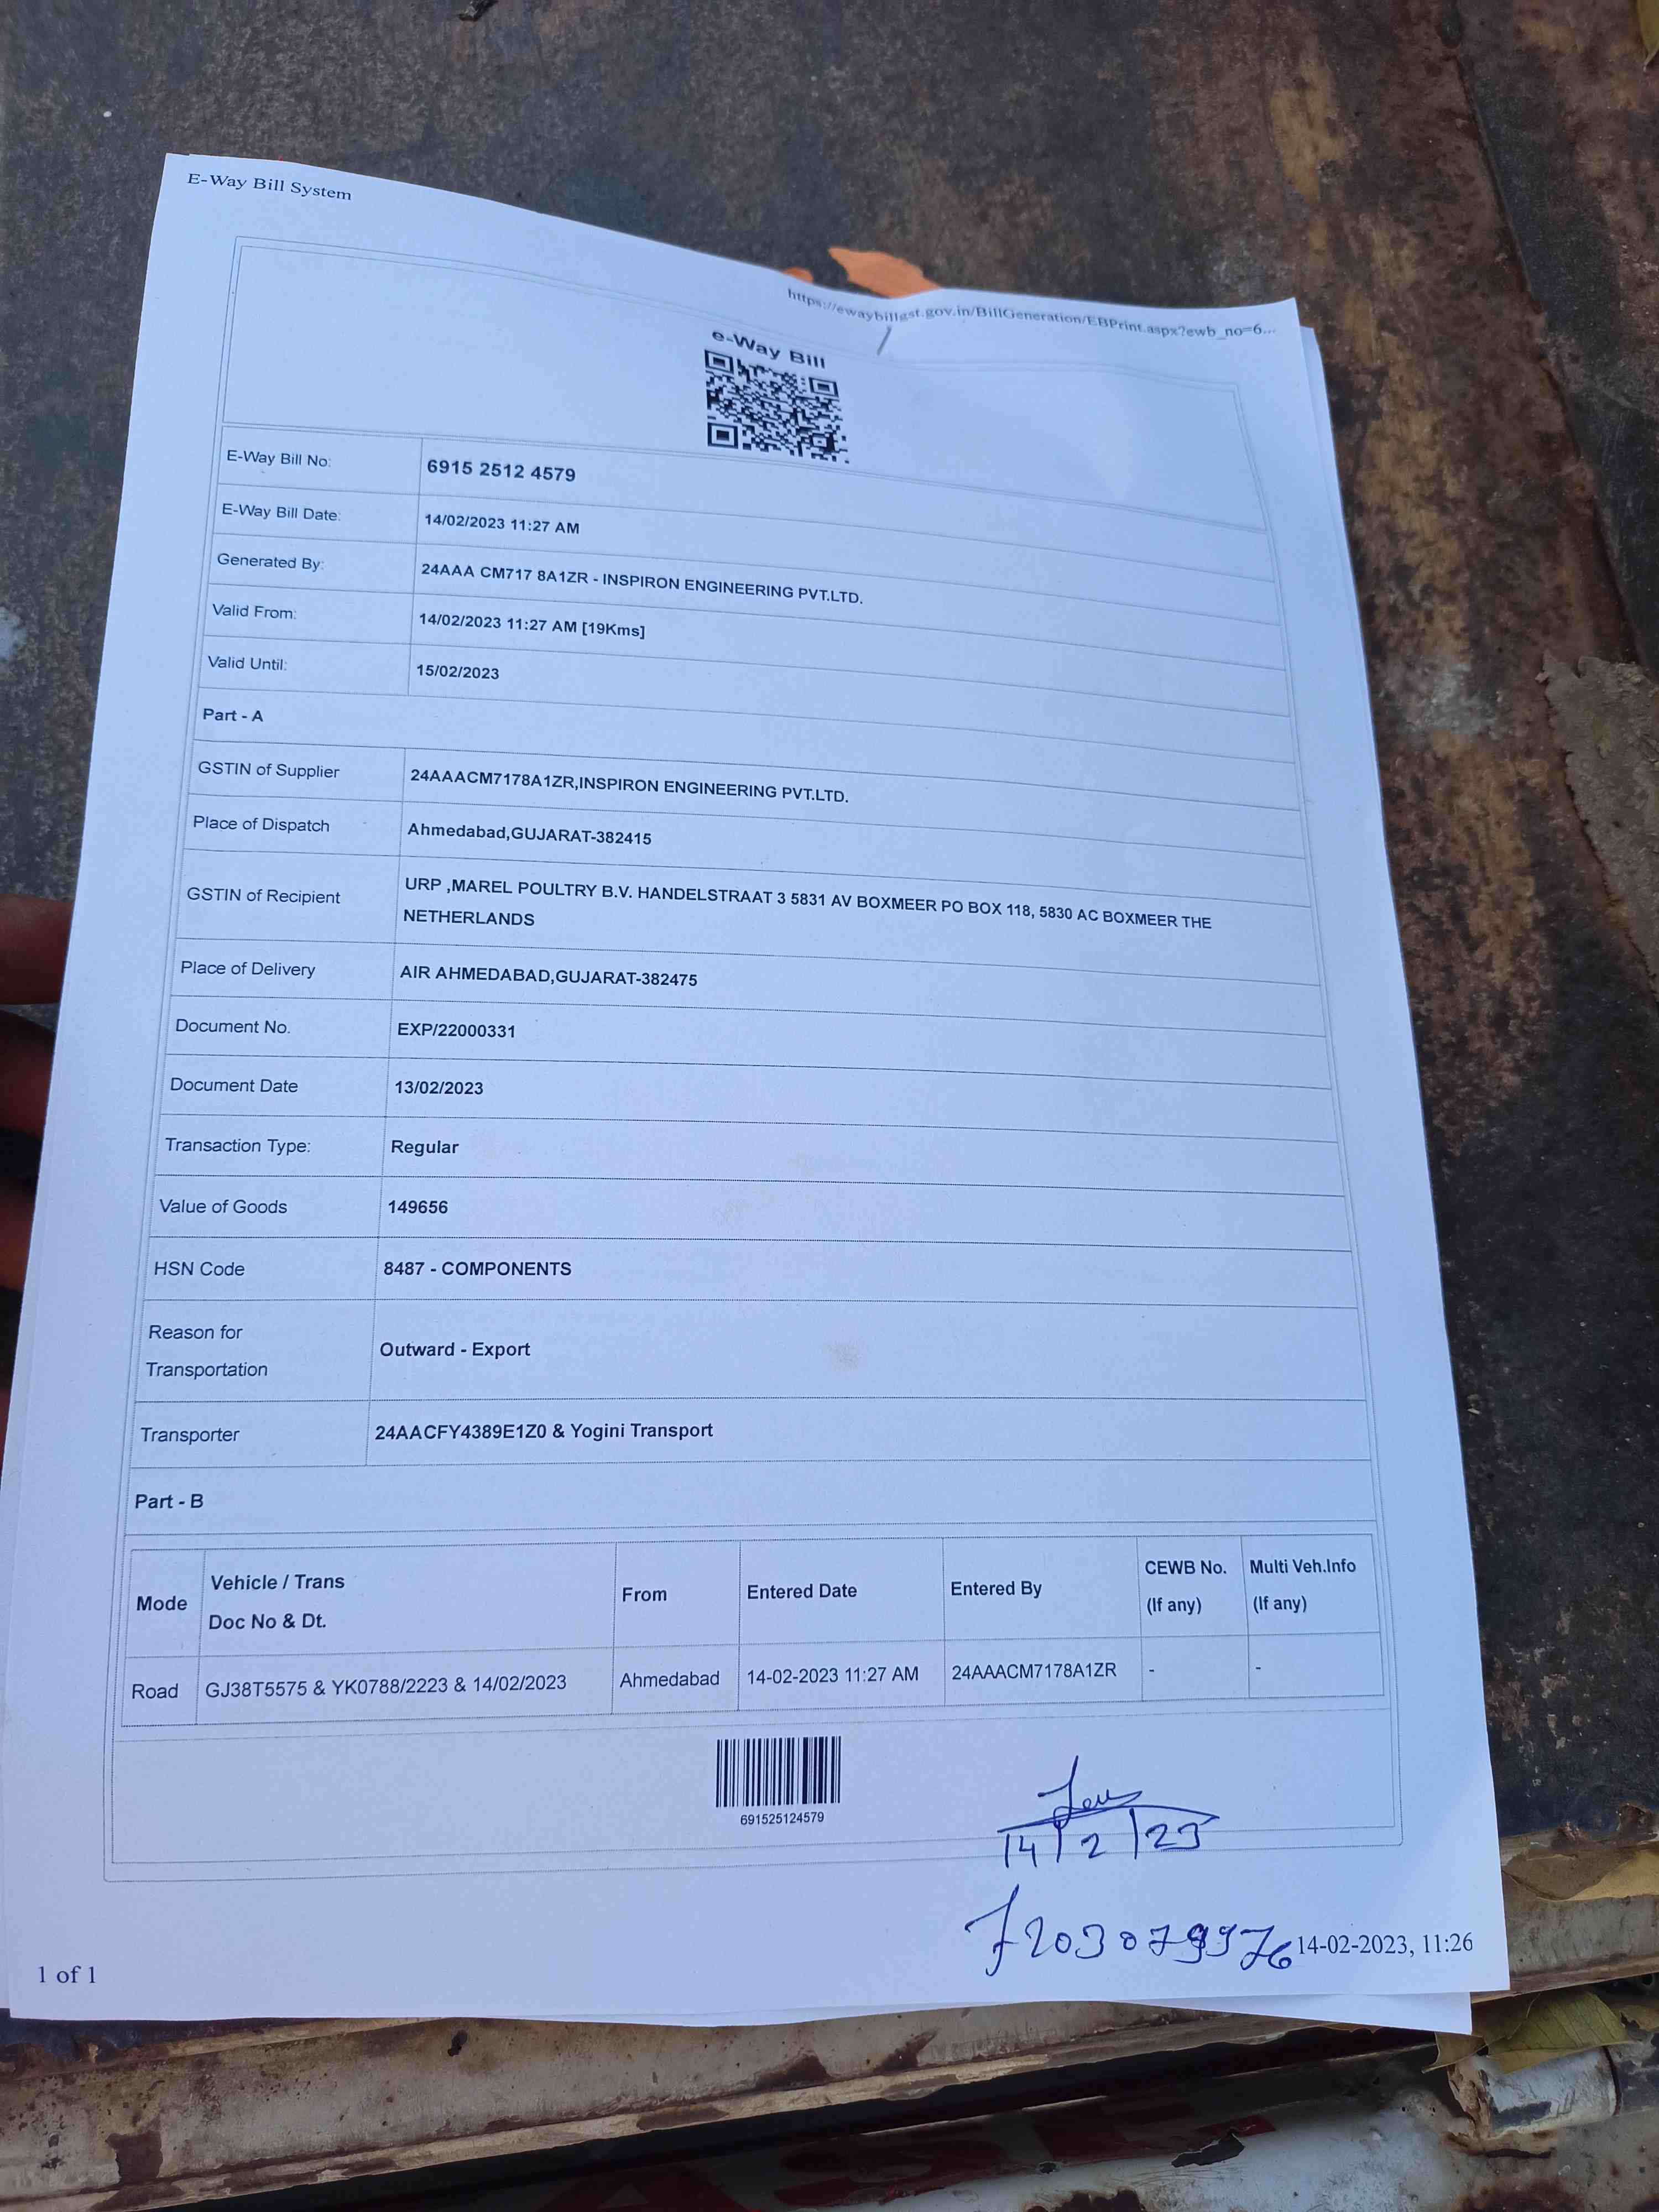 E-Way Bill System
https://ewaybillgst.gov.in/BillGeneration/EBPrint.aspx?ewb_no=6...
e-Way Bill
E-Way Bill No: 6915 2512 4579
E-Way Bill Date: 14/02/2023 11:27 AM
Generated By: 24AAA CM717 8A1ZR - INSPIRON ENGINEERING PVT.LTD.
Valid From: 14/02/2023 11:27 AM [19Kms]
Valid Until: 15/02/2023
Part - A
GSTIN of Supplier 24AAACM7178A1ZR,INSPIRON ENGINEERING PVT.LTD.
Place of Dispatch Ahmedabad,GUJARAT-382415
GSTIN of Recipient URP ,MAREL POULTRY B.V. HANDELSTRAAT 3 5831 AV BOXMEER PO BOX 118, 5830 AC BOXMEER THE
NETHERLANDS
Place of Delivery AIR AHMEDABAD,GUJARAT-382475
Document No. EXP/22000331
Document Date 13/02/2023
Transaction Type: Regular
Value of Goods 149656
HSN Code 8487 - COMPONENTS
Reason for
Transportation Outward - Export
Transporter 24AACFY4389E1Z0 & Yogini Transport
Part - B
Mode Vehicle / Trans Doc No & Dt. From Entered Date Entered By CEWB No. (If any) Multi Veh.Info (If any)
Road GJ38T5575 & YK0788/2223 & 14/02/2023 Ahmedabad 14-02-2023 11:27 AM 24AAACM7178A1ZR - -
691525124579
14/2/23
7203079976
1 of 1 14-02-2023, 11:26